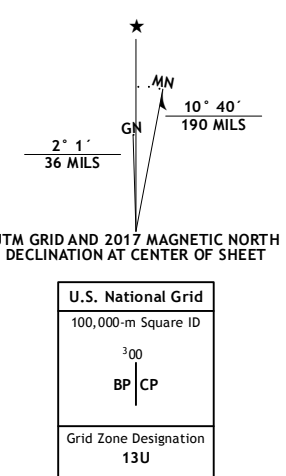 ★
MN
GN
10° 40´
190 MILS
2° 1´
36 MILS
UTM GRID AND 2017 MAGNETIC NORTH
DECLINATION AT CENTER OF SHEET
U.S. National Grid
100,000-m Square ID
³00
BP CP
Grid Zone Designation
13U